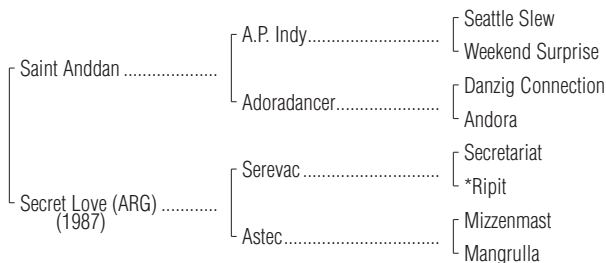 Seattle Slew
A.P. Indy
Weekend Surprise
Saint Anddan
Danzig Connection
Adoradancer
Andora
Secretariat
Serevac
*Ripit
Secret Love (ARG)
(1987)
Mizzenmast
Astec
Mangrulla